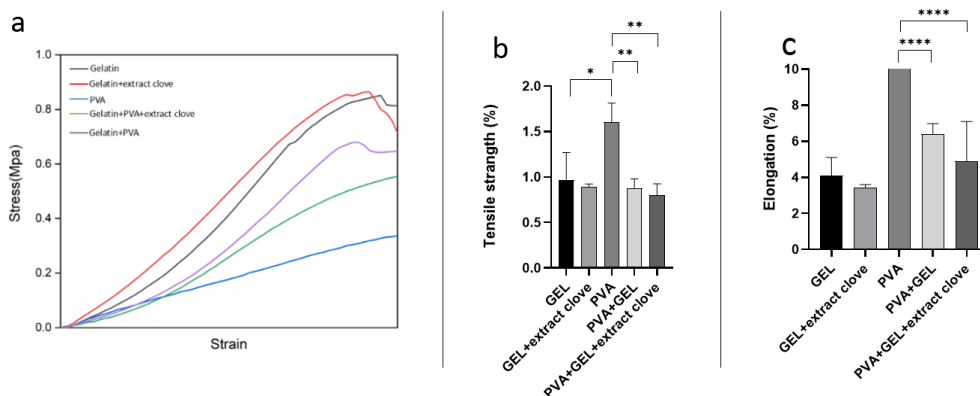 a
1.0
0.8
0.6
0.4
0.2
0.0
Stress(Mpa)
Strain
Gelatin
Gelatin+extract clove
PVA
Gelatin+PVA+extract clove
Gelatin+PVA
b
**
*
**
2.0
1.5
1.0
0.5
0.0
Tensile strangth (%)
GEL
GEL+extract clove
PVA
PVA+GEL
PVA+GEL+extract clove
c
****
****
10
8
6
4
2
0
Elongation (%)
GEL
GEL+extract clove
PVA
PVA+GEL
PVA+GEL+extract clove